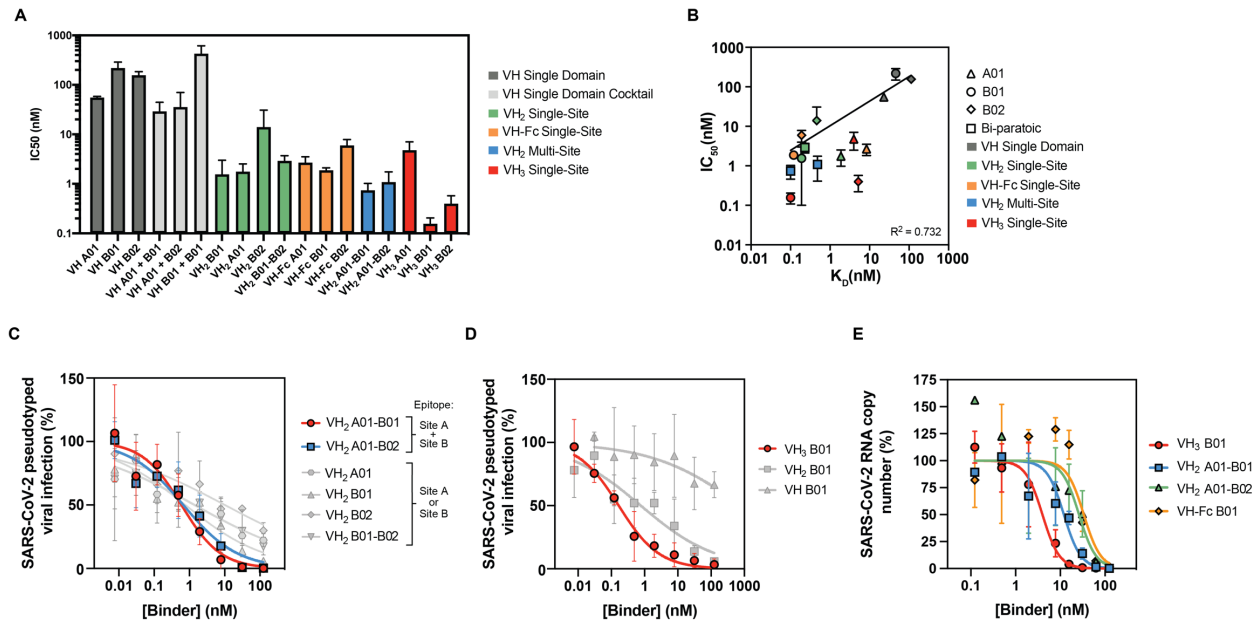 A
IC50 (nM)
1000
100
10
1
0.1
VH A01
VH B01
VH B02
VH A01 + B01
VH A01 + B02
VH B01 + B01
VH₂ B01
VH₂ A01
VH₂ B02
VH₂ B01-B02
VH-Fc A01
VH-Fc B01
VH-Fc B02
VH₂ A01-B01
VH₂ A01-B02
VH₃ A01
VH₃ B01
VH₃ B02
VH Single Domain
VH Single Domain Cocktail
VH₂ Single-Site
VH-Fc Single-Site
VH₂ Multi-Site
VH₃ Single-Site
B
IC₅₀(nM)
1000
100
10
1
0.1
0.01
0.01 0.1 1 10 100 1000
K_D(nM)
R² = 0.732
A01
B01
B02
Bi-paratoic
VH Single Domain
VH₂ Single-Site
VH-Fc Single-Site
VH₂ Multi-Site
VH₃ Single-Site
C
SARS-CoV-2 pseudotyped
viral infection (%)
150
100
50
0
0.01 0.1 1 10 100
[Binder] (nM)
Epitope:
VH₂ A01-B01
VH₂ A01-B02
Site A
+
Site B
VH₂ A01
VH₂ B01
VH₂ B02
VH₂ B01-B02
Site A
or
Site B
D
SARS-CoV-2 pseudotyped
viral infection (%)
150
100
50
0
0.01 0.1 1 10 100 1000
[Binder] (nM)
VH₃ B01
VH₂ B01
VH B01
E
SARS-CoV-2 RNA copy
number (%)
175
150
125
100
75
50
25
0
0.1 1 10 100
[Binder] (nM)
VH₃ B01
VH₂ A01-B01
VH₂ A01-B02
VH-Fc B01